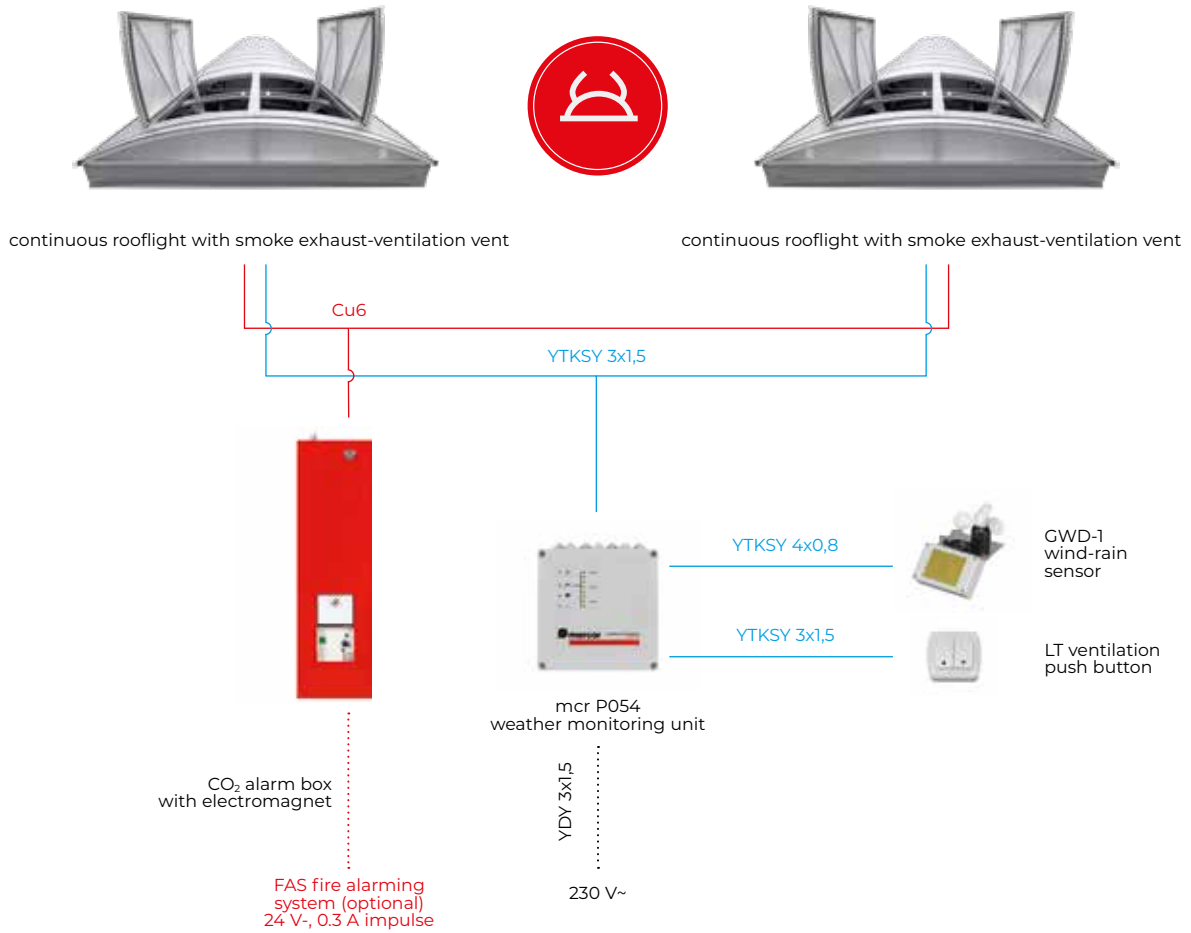 continuous rooflight with smoke exhaust-ventilation vent
continuous rooflight with smoke exhaust-ventilation vent
Cu6
YTKSY 3x1,5
YTKSY 4x0,8
GWD-1
wind-rain
sensor
YTKSY 3x1,5
LT ventilation
push button
mercor
mcr P054
weather monitoring unit
CO₂ alarm box
with electromagnet
YDY 3x1,5
FAS fire alarming
system (optional)
24 V-, 0.3 A impulse
230 V~